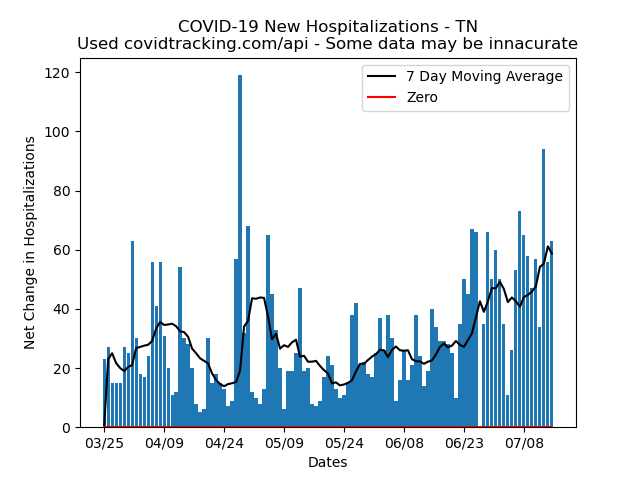 COVID-19 New Hospitalizations - TN
Used covidtracking.com/api - Some data may be innacurate
7 Day Moving Average
Zero
Net Change in Hospitalizations
120
100
80
60
40
20
0
03/25 04/09 04/24 05/09 05/24 06/08 06/23 07/08
Dates